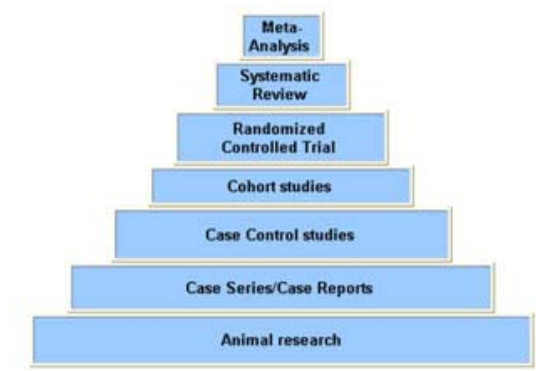 Meta-
Analysis
Systematic
Review
Randomized
Controlled Trial
Cohort studies
Case Control studies
Case Series/Case Reports
Animal research